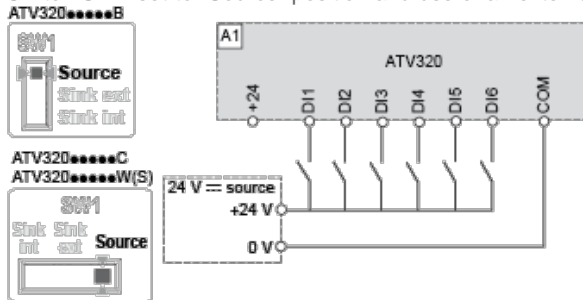 ATV320●●●●●B
SW1
Source
Sink ext
Sink int
ATV320●●●●●C
ATV320●●●●●W(S)
SW1
Sink int
Sink ext
Source
A1
ATV320
+24
DI1
DI2
DI3
DI4
DI5
DI6
COM
24 V ⎓ source
+24 V
0 V